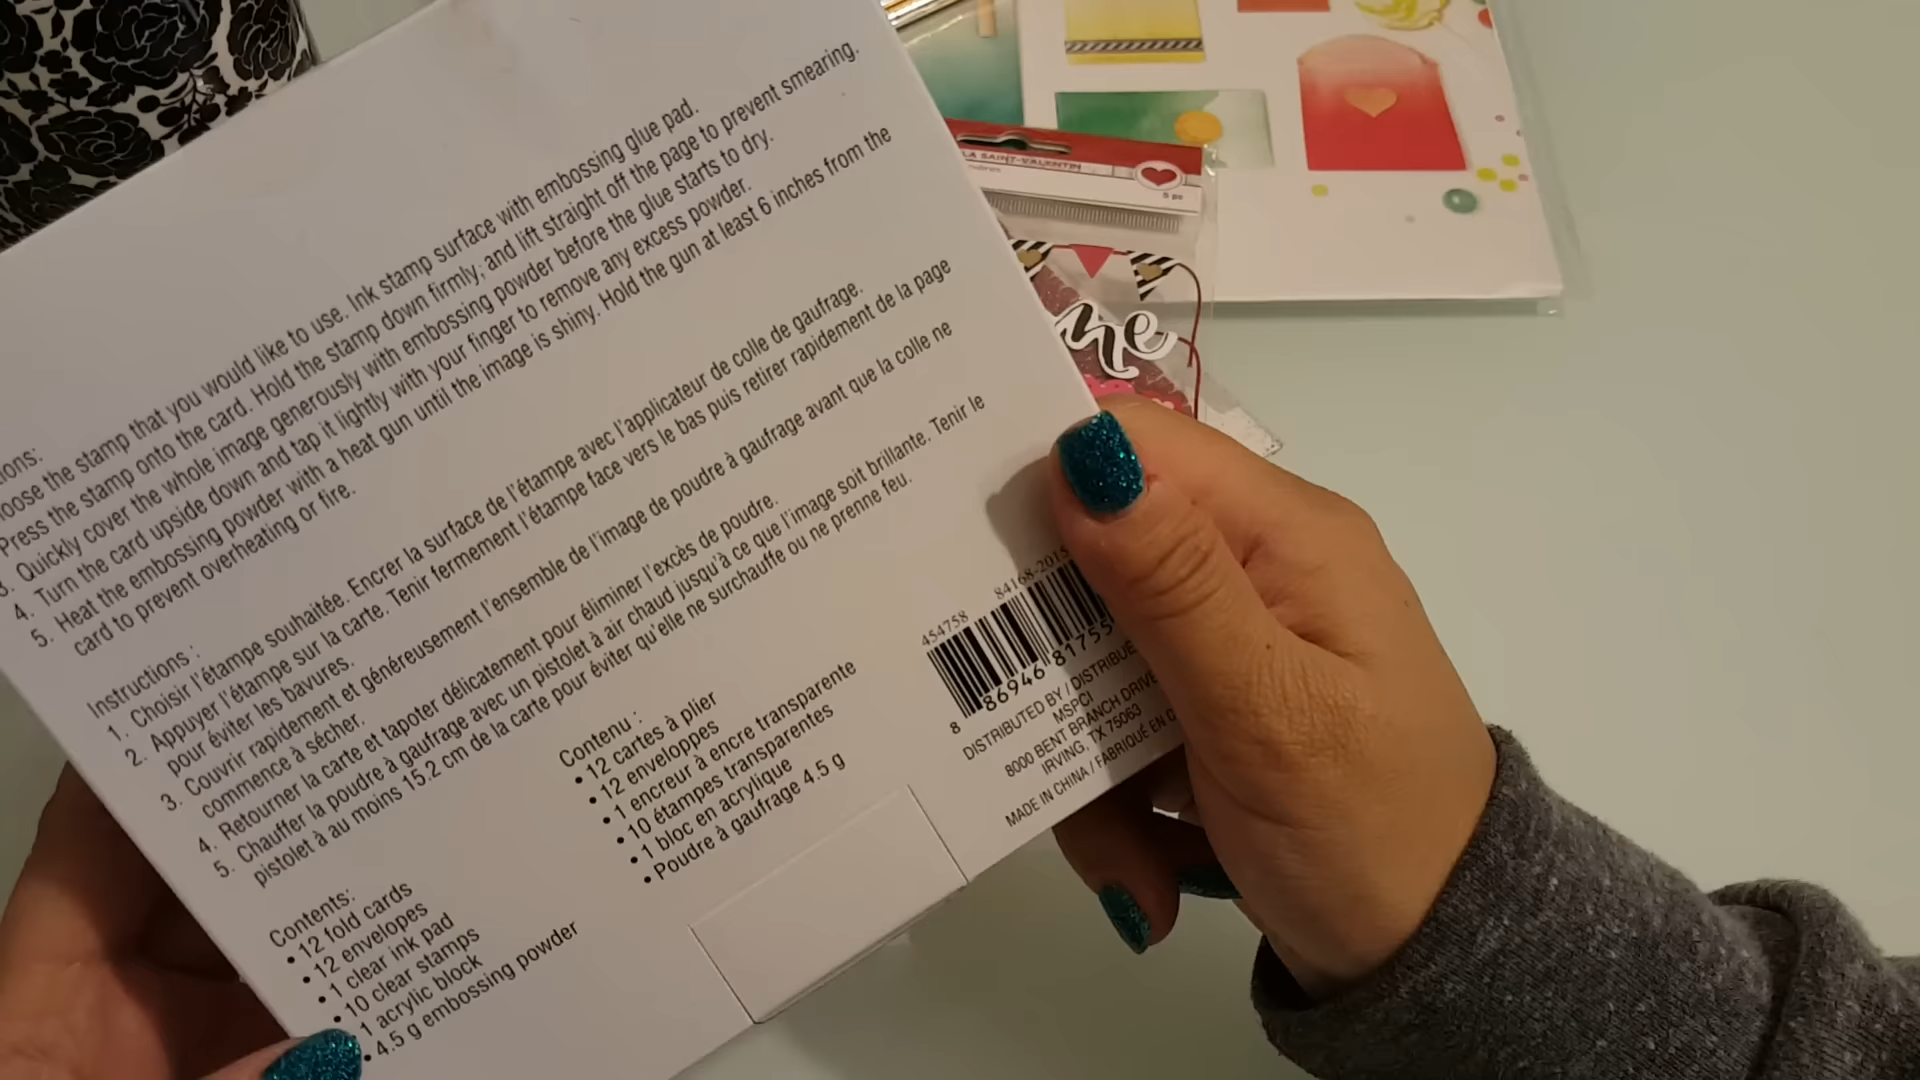 LA SAINT-VALENTIN
5 pc
me
oose the stamp that you would like to use. Ink stamp surface with embossing glue pad.
Press the stamp onto the card. Hold the stamp down firmly; and lift straight off the page to prevent smearing.
3. Quickly cover the whole image generously with embossing powder before the glue starts to dry.
4. Turn the card upside down and tap it lightly with your finger to remove any excess powder.
5. Heat the embossing powder with a heat gun until the image is shiny. Hold the gun at least 6 inches from the
card to prevent overheating or fire.
Instructions :
1. Choisir l'étampe souhaitée. Encrer la surface de l'étampe avec l'applicateur de colle de gaufrage.
2. Appuyer l'étampe sur la carte. Tenir fermement l'étampe face vers le bas puis retirer rapidement de la page
pour éviter les bavures.
3. Couvrir rapidement et généreusement l'ensemble de l'image de poudre à gaufrage avant que la colle ne
commence à sécher.
4. Retourner la carte et tapoter délicatement pour éliminer l'excès de poudre.
5. Chauffer la poudre à gaufrage avec un pistolet à air chaud jusqu'à ce que l'image soit brillante. Tenir le
pistolet à au moins 15.2 cm de la carte pour éviter qu'elle ne surchauffe ou ne prenne feu.
Contenu :
• 12 cartes à plier
• 12 enveloppes
• 1 encreur à encre transparente
• 10 étampes transparentes
• 1 bloc en acrylique
• Poudre à gaufrage 4.5 g
Contents:
• 12 fold cards
• 12 envelopes
• 1 clear ink pad
• 10 clear stamps
• 1 acrylic block
• 4.5 g embossing powder
454758 84168-2015
8 86946 81755
DISTRIBUTED BY / DISTRIBUÉ
MSPCI
8000 BENT BRANCH DRIVE
IRVING, TX 75063
MADE IN CHINA / FABRIQUÉ EN